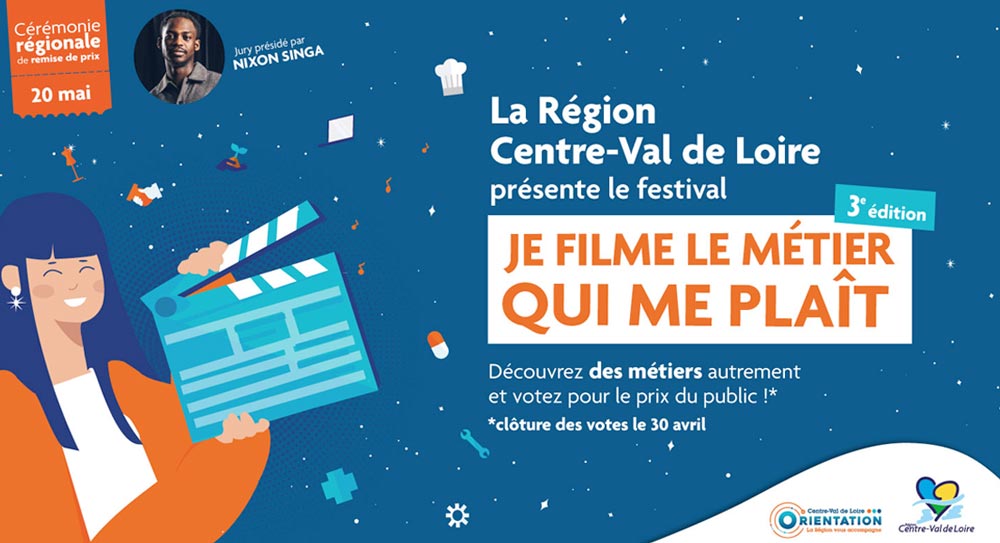 Cérémonie
régionale
de remise de prix
20 mai
Jury présidé par
NIXON SINGA
La Région
Centre-Val de Loire
présente le festival
3e édition
JE FILME LE MÉTIER
QUI ME PLAÎT
Découvrez des métiers autrement
et votez pour le prix du public !*
*clôture des votes le 30 avril
Centre-Val de Loire
ORIENTATION
La Région vous accompagne
Centre-Val de Loire